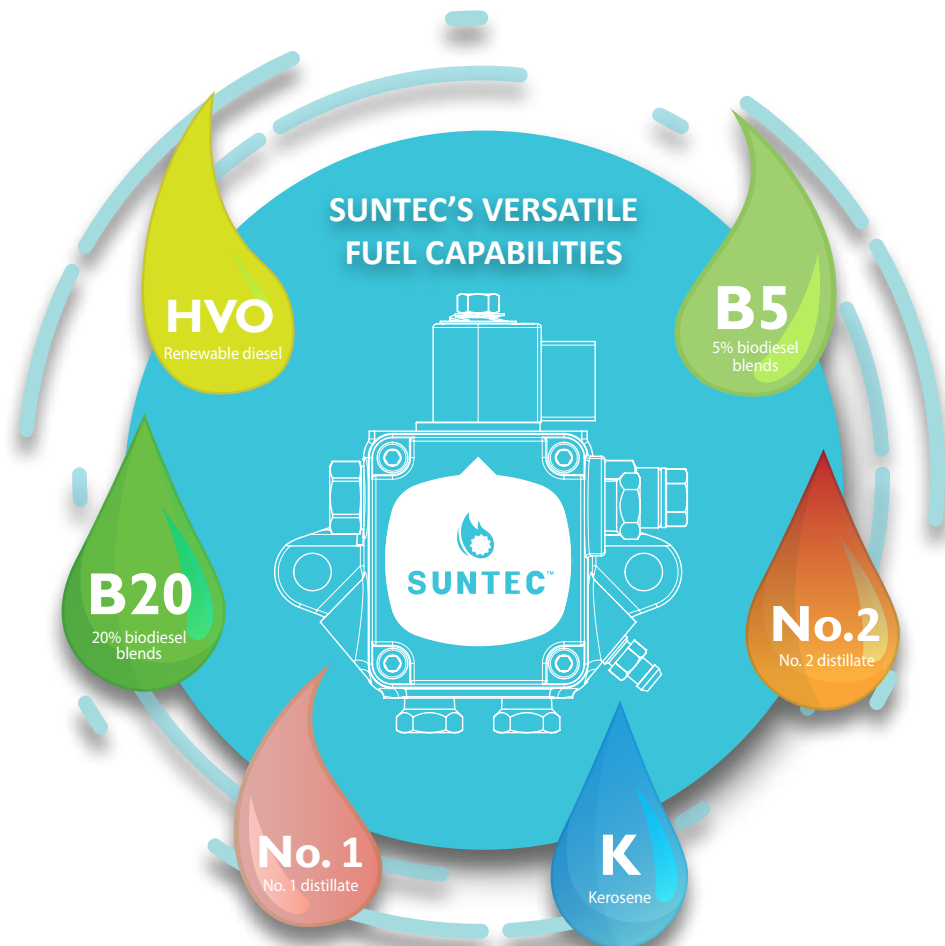 SUNTEC'S VERSATILE
FUEL CAPABILITIES
HVO
Renewable diesel
B5
5% biodiesel
blends
SUNTEC™
B20
20% biodiesel
blends
No.2
No. 2 distillate
No. 1
No. 1 distillate
K
Kerosene